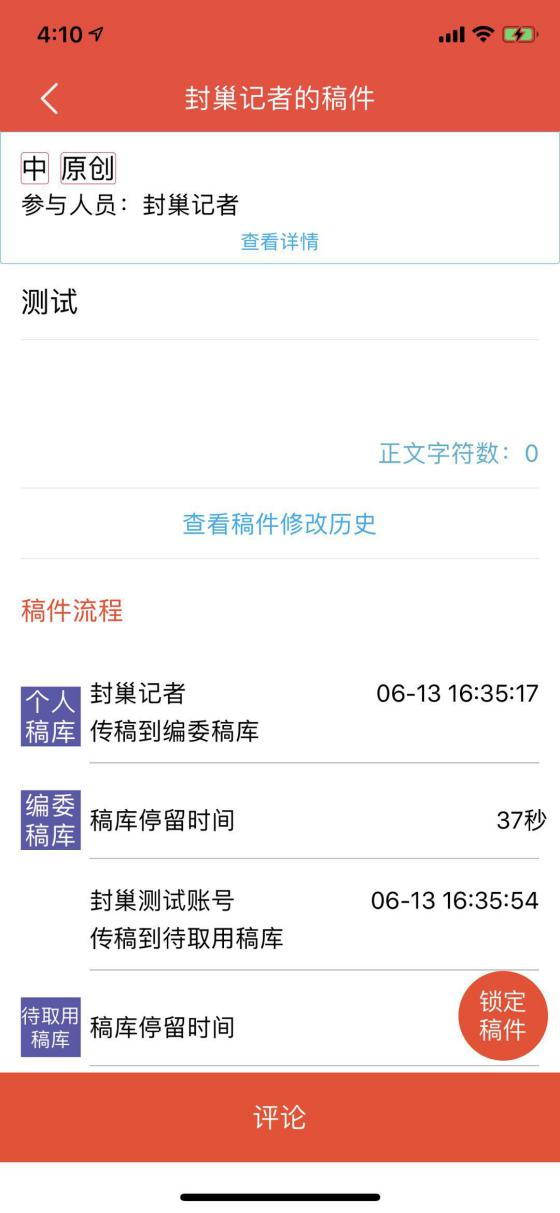 4:10
封巢记者的稿件
中 原创
参与人员：封巢记者
查看详情
测试
正文字符数：0
查看稿件修改历史
稿件流程
个人
稿库
封巢记者 06-13 16:35:17
传稿到编委稿库
编委
稿库
稿库停留时间 37秒
封巢测试账号 06-13 16:35:54
传稿到待取用稿库
待取用
稿库
稿库停留时间
锁定
稿件
评论